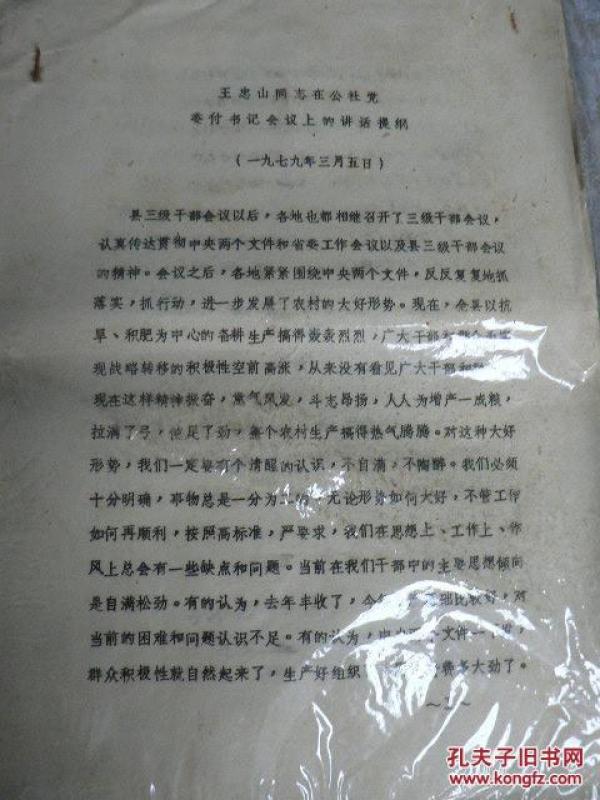 王忠山同志在公社党
委付书记会议上的讲话提纲
（一九七九年三月五日）
县三级干部会议以后，各地也都相继召开了三级干部会议，
认真传达贯彻中央两个文件和省委工作会议以及县三级干部会议
的精神。会议之后，各地紧紧围绕中央两个文件，反反复复地抓
落实，抓行动，进一步发展了农村的大好形势。现在，全县以抗
旱、积肥为中心的春耕生产搞得轰轰烈烈，广大干部
现战略转移的积极性空前高涨，从来没有看见广大干部和
现在这样精神振奋，意气风发，斗志昂扬，人人为增产一成粮，
拉满了弓，使足了劲，整个农村生产搞得热气腾腾。对这种大好
形势，我们一定要有个清醒的认识，不自满，不陶醉。我们必须
十分明确，事物总是一分为二的，无论形势如何大好，不管工作
如何再顺利，按照高标准，严要求，我们在思想上、工作上、作
风上总会有一些缺点和问题。当前在我们干部中的主要思想倾向
是自满松劲。有的认为，去年丰收了，今年 比较好，对
当前的困难和问题认识不足。有的认为，中央两个文件一
群众积极性就自然起来了，生产好组织 费多大劲了。
孔夫子旧书网
www.kongfz.com